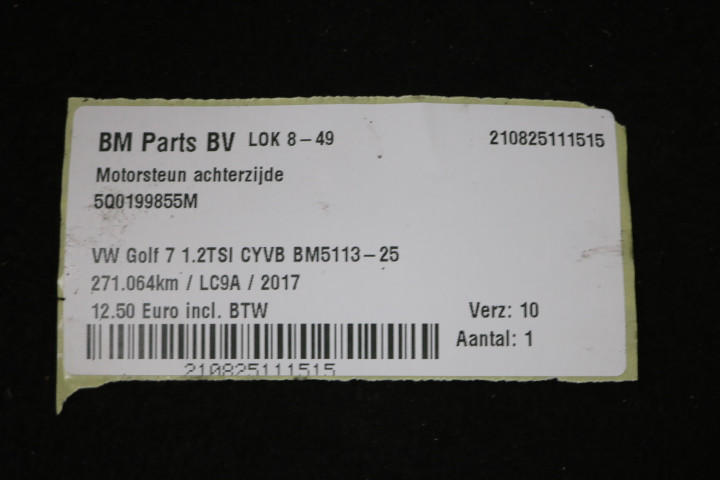 BM Parts BV LOK 8-49 210825111515
Motorsteun achterzijde
5Q0199855M
VW Golf 7 1.2TSI CYVB BM5113-25
271.064km / LC9A / 2017
12.50 Euro incl. BTW Verz: 10
Aantal: 1
210825111515